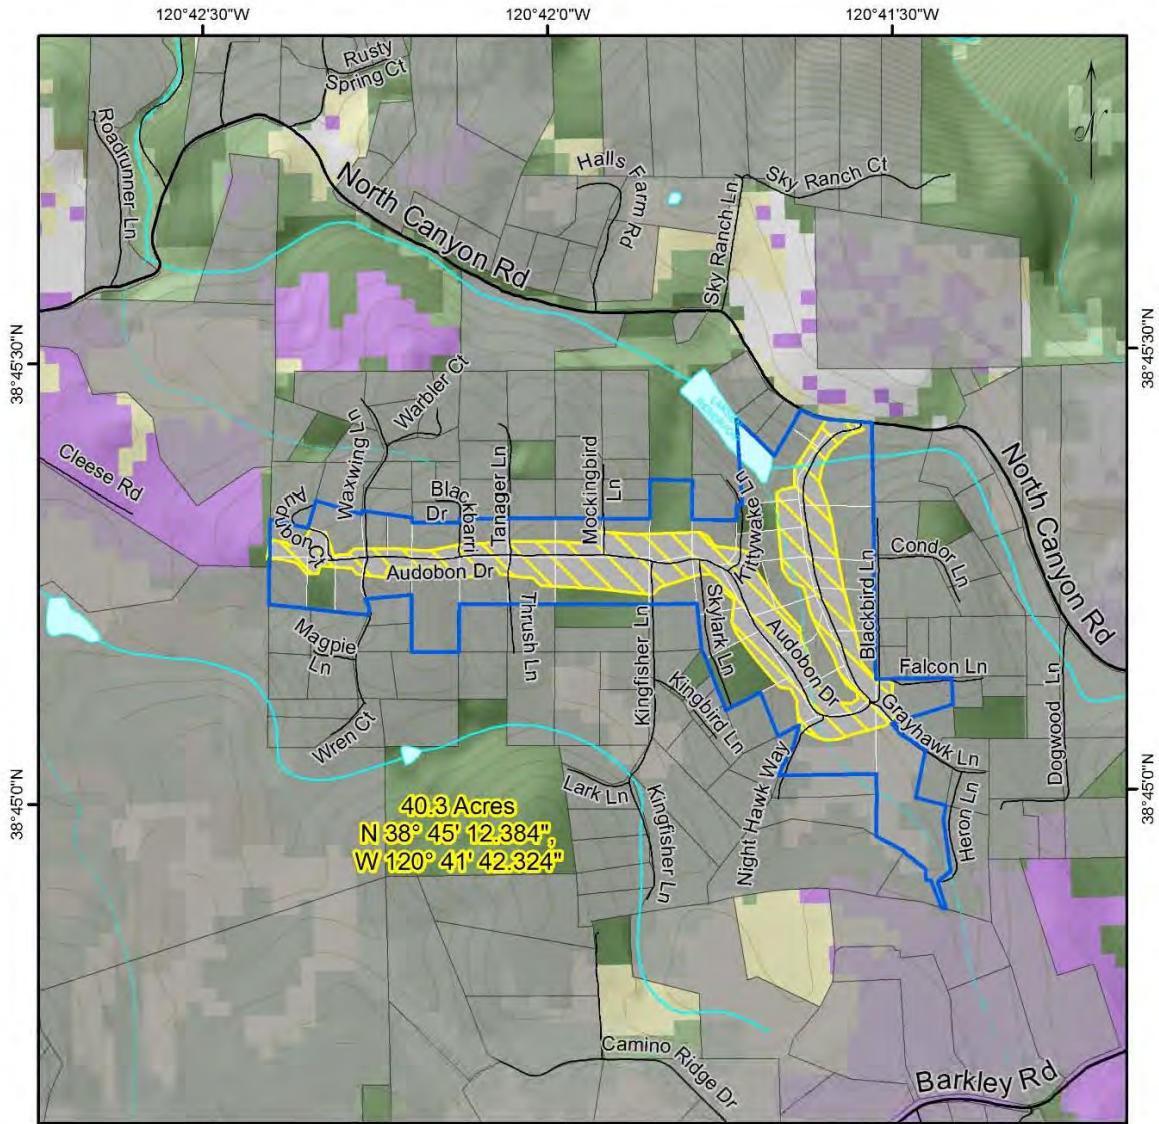 120°42'30"W
120°42'0"W
120°41'30"W
Rusty
Spring Ct
Roadrunner Ln
North Canyon Rd
Halls
Farm Rd
Sky Ranch Ct
Sky Ranch Ln
N
38°45'30"N
38°45'30"N
Warbler Ct
Waxwing Ln
Cleese Rd
Audubon Ct
Blackbarri
Dr
Tanager Ln
Mockingbird
Ln
Tittywake Ln
Audobon Dr
Condor Ln
North Canyon Rd
Blackbird Ln
Thrush Ln
Kingfisher Ln
Skylark Ln
Audobon Dr
Magpie
Ln
Falcon Ln
Kingbird Ln
Grayhawk Ln
Wren Ct
Dogwood Ln
Night Hawk Way
Lark Ln
Kingfisher Ln
Heron Ln
38°45'0"N
38°45'0"N
40.3 Acres
N 38° 45' 12.384",
W 120° 41' 42.324"
Camino Ridge Dr
Barkley Rd